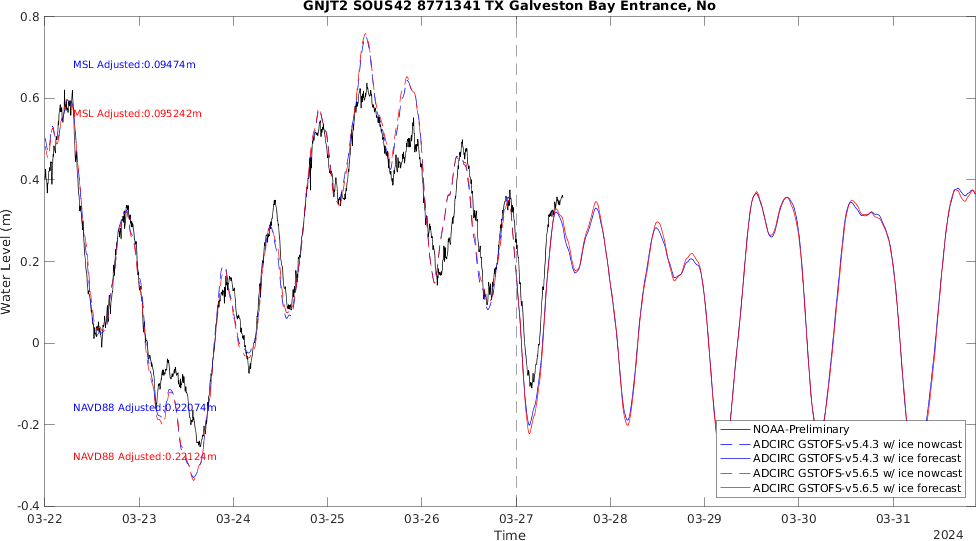 GNJT2 SOUS42 8771341 TX Galveston Bay Entrance, No
0.8
0.6
0.4
0.2
0
-0.2
-0.4
Water Level (m)
MSL Adjusted:0.09474m
MSL Adjusted:0.095242m
NAVD88 Adjusted:0.22074m
NAVD88 Adjusted:0.22124m
NOAA-Preliminary
ADCIRC GSTOFS-v5.4.3 w/ ice nowcast
ADCIRC GSTOFS-v5.4.3 w/ ice forecast
ADCIRC GSTOFS-v5.6.5 w/ ice nowcast
ADCIRC GSTOFS-v5.6.5 w/ ice forecast
03-22 03-23 03-24 03-25 03-26 03-27 03-28 03-29 03-30 03-31
Time
2024